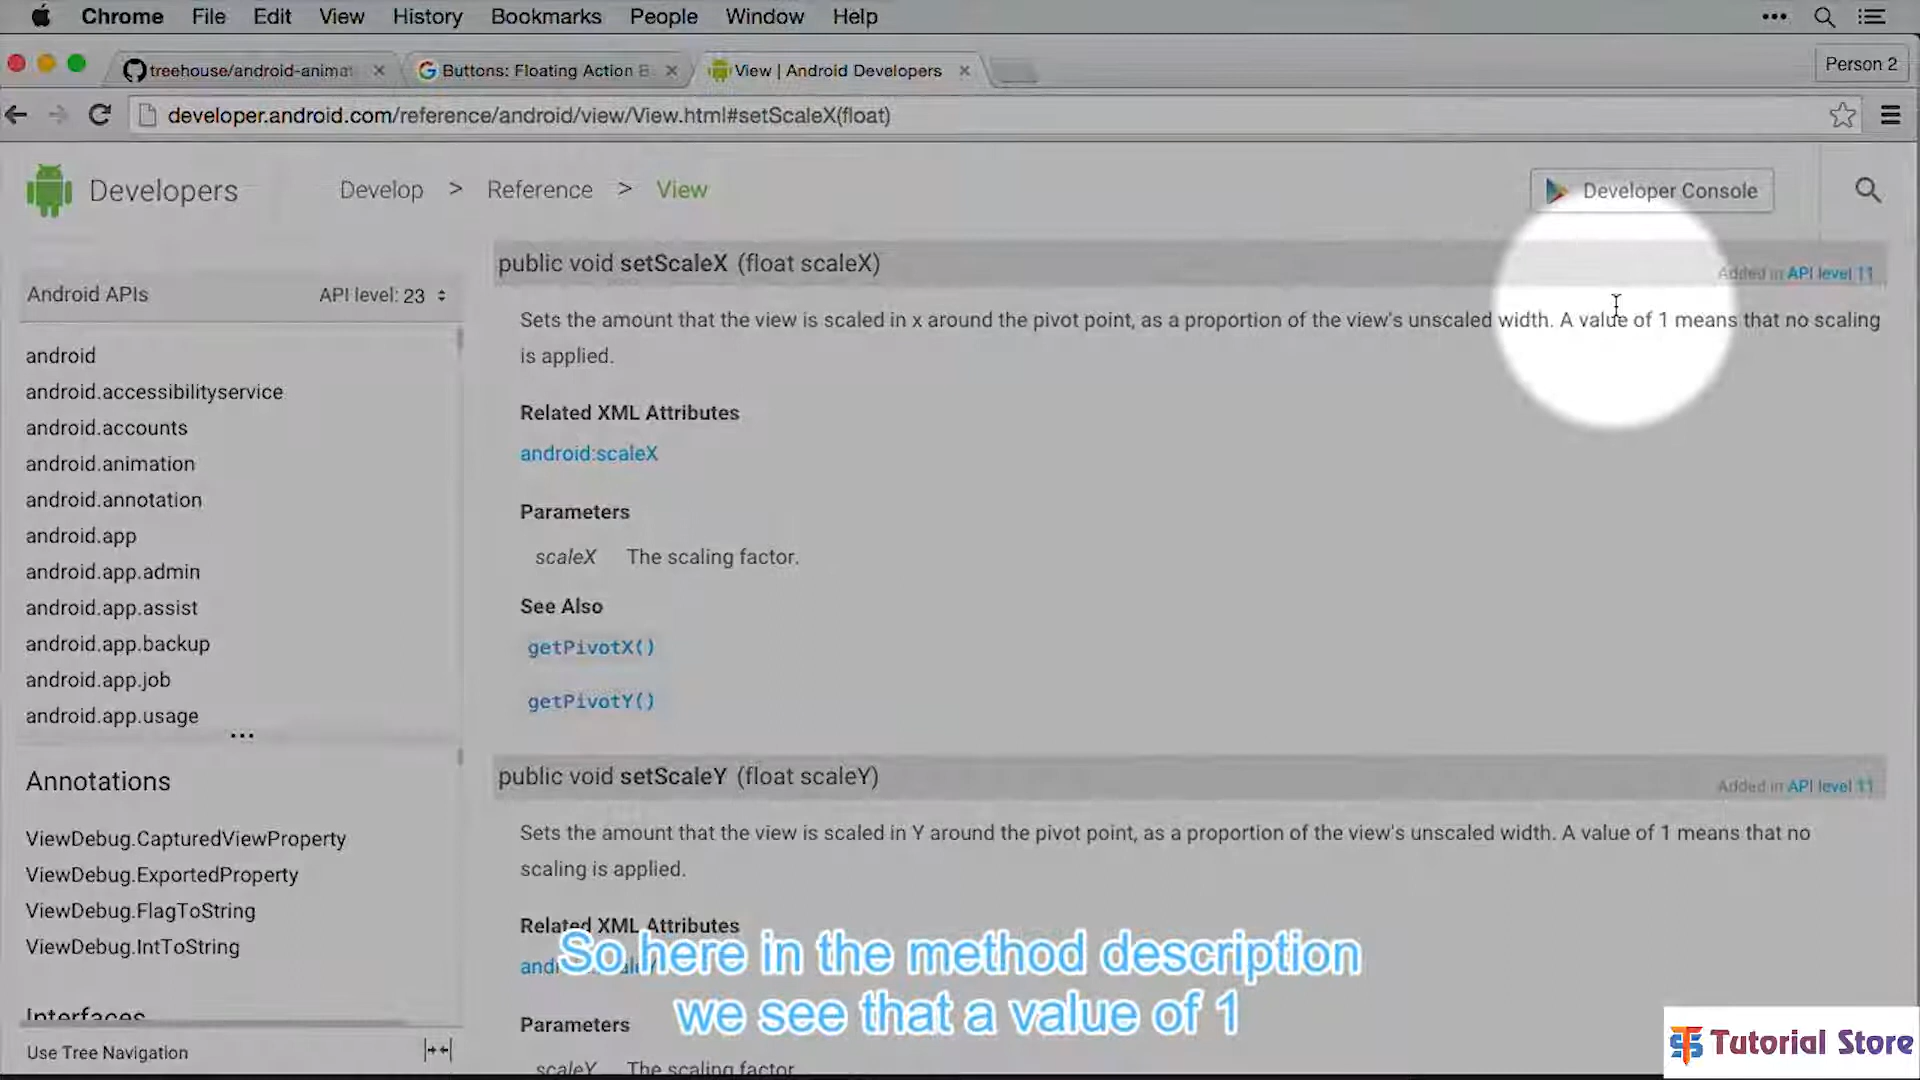 Chrome File Edit View History Bookmarks People Window Help
treehouse/android-animat Buttons: Floating Action B View | Android Developers Person 2
developer.android.com/reference/android/view/View.html#setScaleX(float)
Developers Develop > Reference > View Developer Console
Android APIs API level: 23
android
android.accessibilityservice
android.accounts
android.animation
android.annotation
android.app
android.app.admin
android.app.assist
android.app.backup
android.app.job
android.app.usage
Annotations
ViewDebug.CapturedViewProperty
ViewDebug.ExportedProperty
ViewDebug.FlagToString
ViewDebug.IntToString
Interfaces
Use Tree Navigation
public void setScaleX (float scaleX)
Added in API level 11
Sets the amount that the view is scaled in x around the pivot point, as a proportion of the view's unscaled width. A value of 1 means that no scaling
is applied.
Related XML Attributes
android:scaleX
Parameters
scaleX The scaling factor.
See Also
getPivotX()
getPivotY()
public void setScaleY (float scaleY)
Added in API level 11
Sets the amount that the view is scaled in Y around the pivot point, as a proportion of the view's unscaled width. A value of 1 means that no
scaling is applied.
Related XML Attributes
Parameters
scaleY The scaling factor
So here in the method description
we see that a value of 1
Tutorial Store